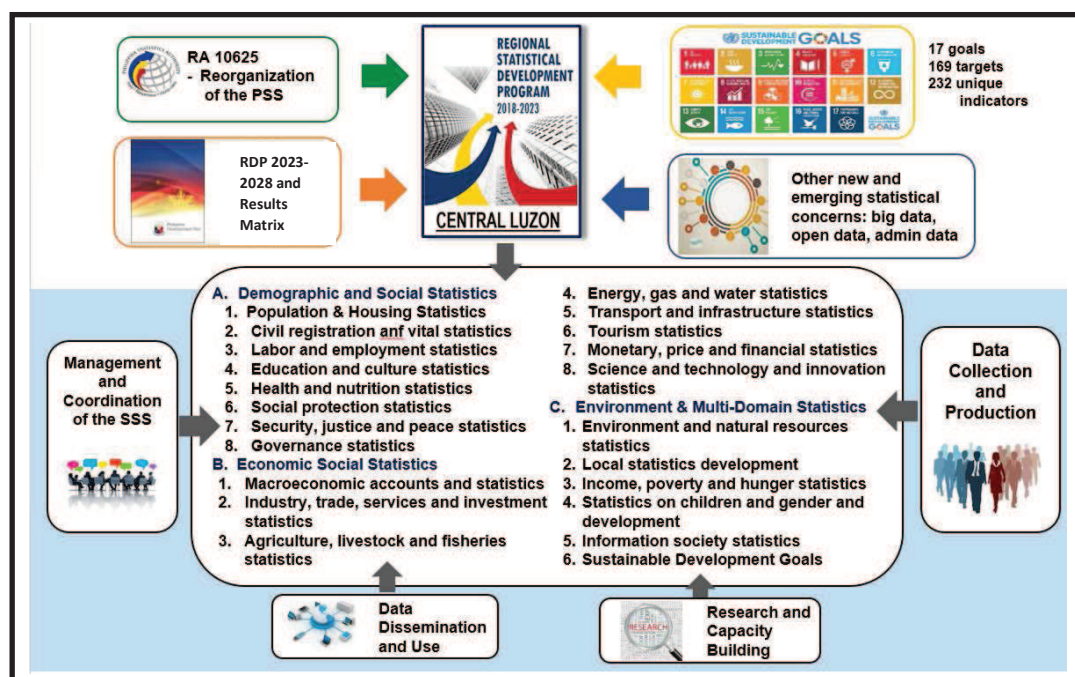 RA 10625
- Reorganization
of the PSS
REGIONAL
STATISTICAL
DEVELOPMENT
PROGRAM
2018-2023
CENTRAL LUZON
SUSTAINABLE
DEVELOPMENT
GOALS
17 goals
169 targets
232 unique
indicators
RDP 2023-
2028 and
Results
Matrix
Other new and
emerging statistical
concerns: big data,
open data, admin data
Management
and
Coordination
of the SSS
A. Demographic and Social Statistics
1. Population & Housing Statistics
2. Civil registration anf vital statistics
3. Labor and employment statistics
4. Education and culture statistics
5. Health and nutrition statistics
6. Social protection statistics
7. Security, justice and peace statistics
8. Governance statistics
B. Economic Social Statistics
1. Macroeconomic accounts and statistics
2. Industry, trade, services and investment
statistics
3. Agriculture, livestock and fisheries
statistics
4. Energy, gas and water statistics
5. Transport and infrastructure statistics
6. Tourism statistics
7. Monetary, price and financial statistics
8. Science and technology and innovation
statistics
C. Environment & Multi-Domain Statistics
1. Environment and natural resources
statistics
2. Local statistics development
3. Income, poverty and hunger statistics
4. Statistics on children and gender and
development
5. Information society statistics
6. Sustainable Development Goals
Data
Collection
and
Production
Data
Dissemination
and Use
RESEARCH
Research and
Capacity
Building